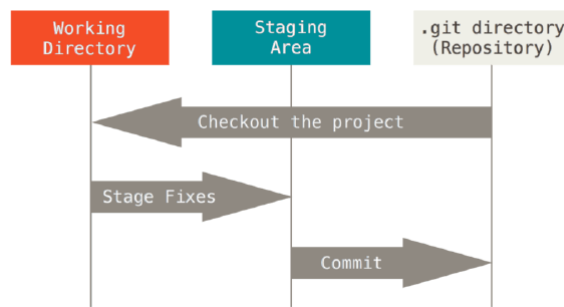 Working
Directory
Staging
Area
.git directory
(Repository)
Checkout the project
Stage Fixes
Commit